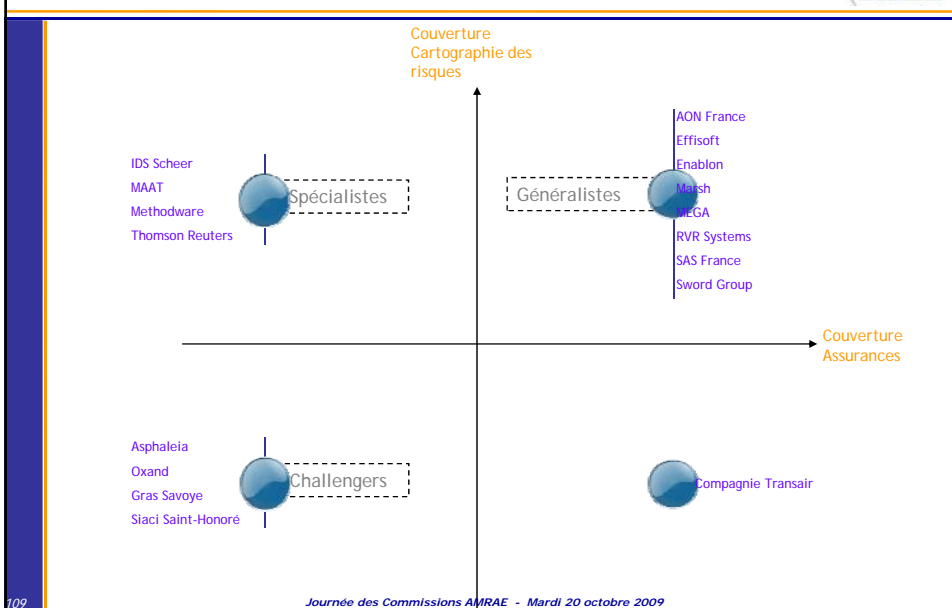 Couverture
Cartographie des
risques
IDS Scheer
MAAT
Methodware
Thomson Reuters
Spécialistes
Généralistes
AON France
Effisoft
Enablon
Marsh
MEGA
RVR Systems
SAS France
Sword Group
Couverture
Assurances
Asphaleia
Oxand
Gras Savoye
Siaci Saint-Honoré
Challengers
Compagnie Transair
109
Journée des Commissions AMRAE - Mardi 20 octobre 2009